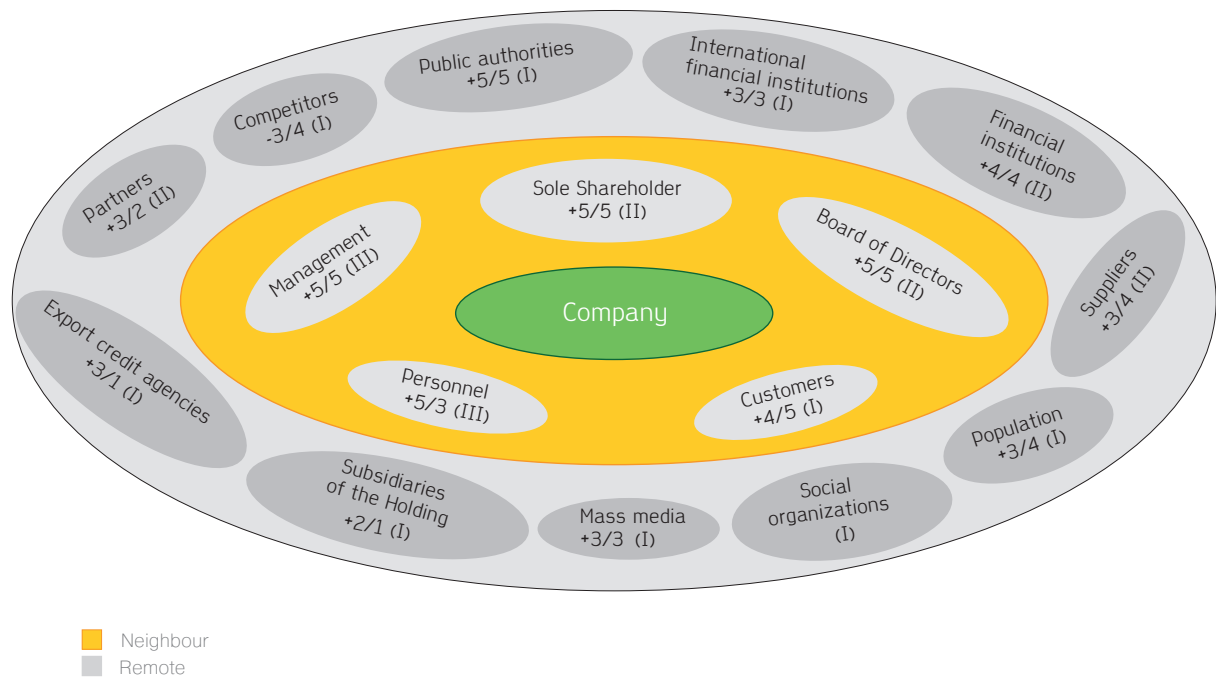 Public authorities
+5/5 (I)
International
financial institutions
+3/3 (I)
Competitors
-3/4 (I)
Financial
institutions
+4/4 (II)
Partners
+3/2 (II)
Sole Shareholder
+5/5 (II)
Management
+5/5 (III)
Board of Directors
+5/5 (II)
Suppliers
+3/4 (II)
Company
Export credit agencies
+3/1 (I)
Personnel
+5/3 (III)
Customers
+4/5 (I)
Population
+3/4 (I)
Subsidiaries
of the Holding
+2/1 (I)
Mass media
+3/3 (I)
Social
organizations
(I)
Neighbour
Remote